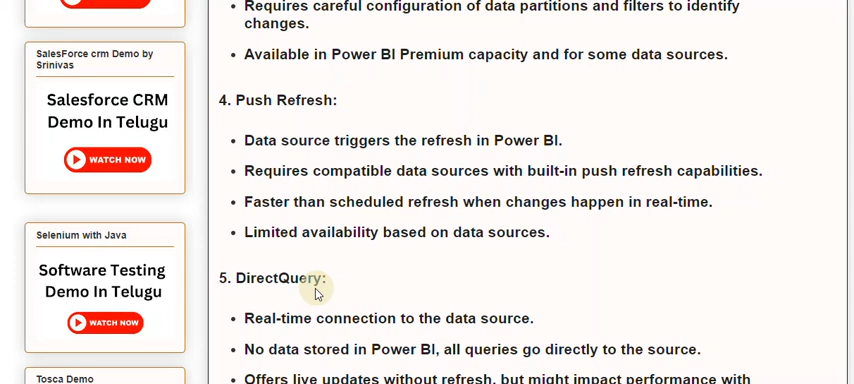 SalesForce crm Demo by
Srinivas
Salesforce CRM
Demo In Telugu
WATCH NOW
Selenium with Java
Software Testing
Demo In Telugu
WATCH NOW
Tosca Demo
• Requires careful configuration of data partitions and filters to identify
changes.
• Available in Power BI Premium capacity and for some data sources.
4. Push Refresh:
• Data source triggers the refresh in Power BI.
• Requires compatible data sources with built-in push refresh capabilities.
• Faster than scheduled refresh when changes happen in real-time.
• Limited availability based on data sources.
5. DirectQuery:
• Real-time connection to the data source.
• No data stored in Power BI, all queries go directly to the source.
• Offers live updates without refresh, but might impact performance with